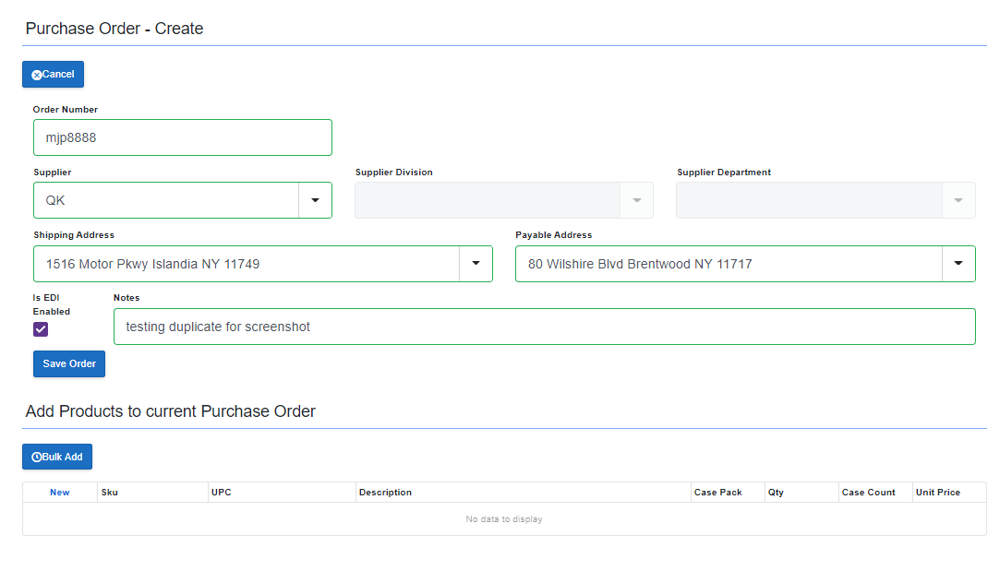 Purchase Order - Create
Cancel
Order Number
mjp8888
Supplier
Supplier Division
Supplier Department
QK
Shipping Address
Payable Address
1516 Motor Pkwy Islandia NY 11749
80 Wilshire Blvd Brentwood NY 11717
Is EDI
Enabled
Notes
testing duplicate for screenshot
Save Order
Add Products to current Purchase Order
Bulk Add
New Sku UPC Description Case Pack Qty Case Count Unit Price
No data to display